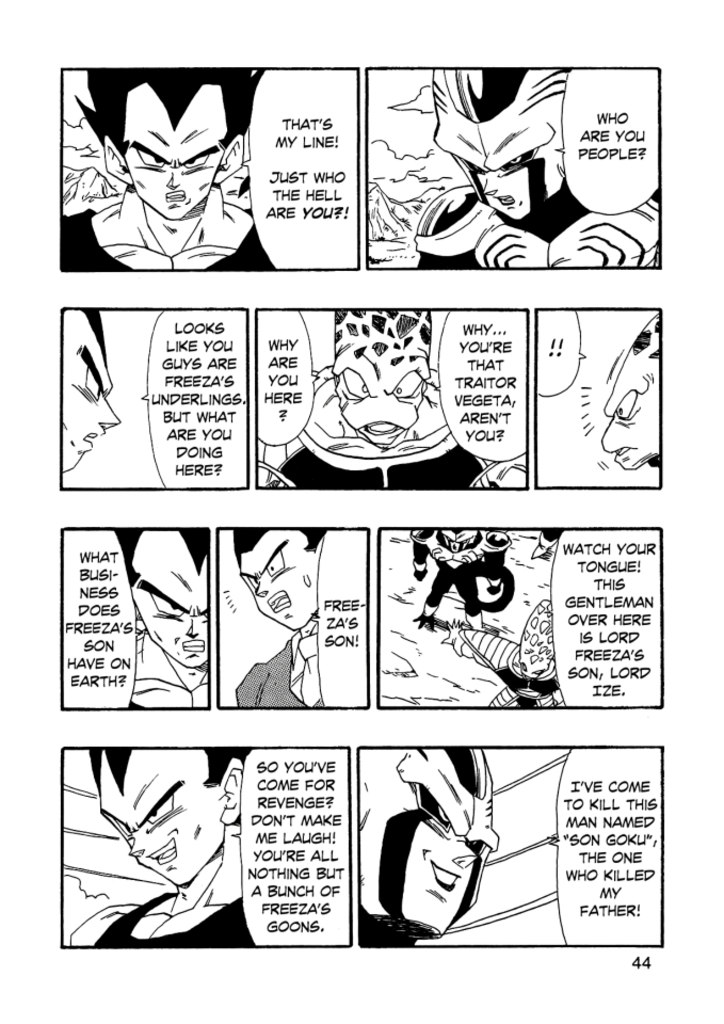 WHO
ARE YOU
PEOPLE?
THAT'S
MY LINE!
JUST WHO
THE HELL
ARE YOU?!
!!
WHY...
YOU'RE
THAT
TRAITOR
VEGETA,
AREN'T
YOU?
WHY
ARE
YOU
HERE
?
LOOKS
LIKE YOU
GUYS ARE
FREEZA'S
UNDERLINGS.
BUT WHAT
ARE YOU
DOING
HERE?
WATCH YOUR
TONGUE!
THIS
GENTLEMAN
OVER HERE
IS LORD
FREEZA'S
SON, LORD
IZE.
FREE-
ZA'S
SON!
WHAT
BUSI-
NESS
DOES
FREEZA'S
SON
HAVE ON
EARTH?
I'VE COME
TO KILL THIS
MAN NAMED
"SON GOKU",
THE ONE
WHO KILLED
MY
FATHER!
SO YOU'VE
COME FOR
REVENGE?
DON'T MAKE
ME LAUGH!
YOU'RE ALL
NOTHING BUT
A BUNCH OF
FREEZA'S
GOONS.
44